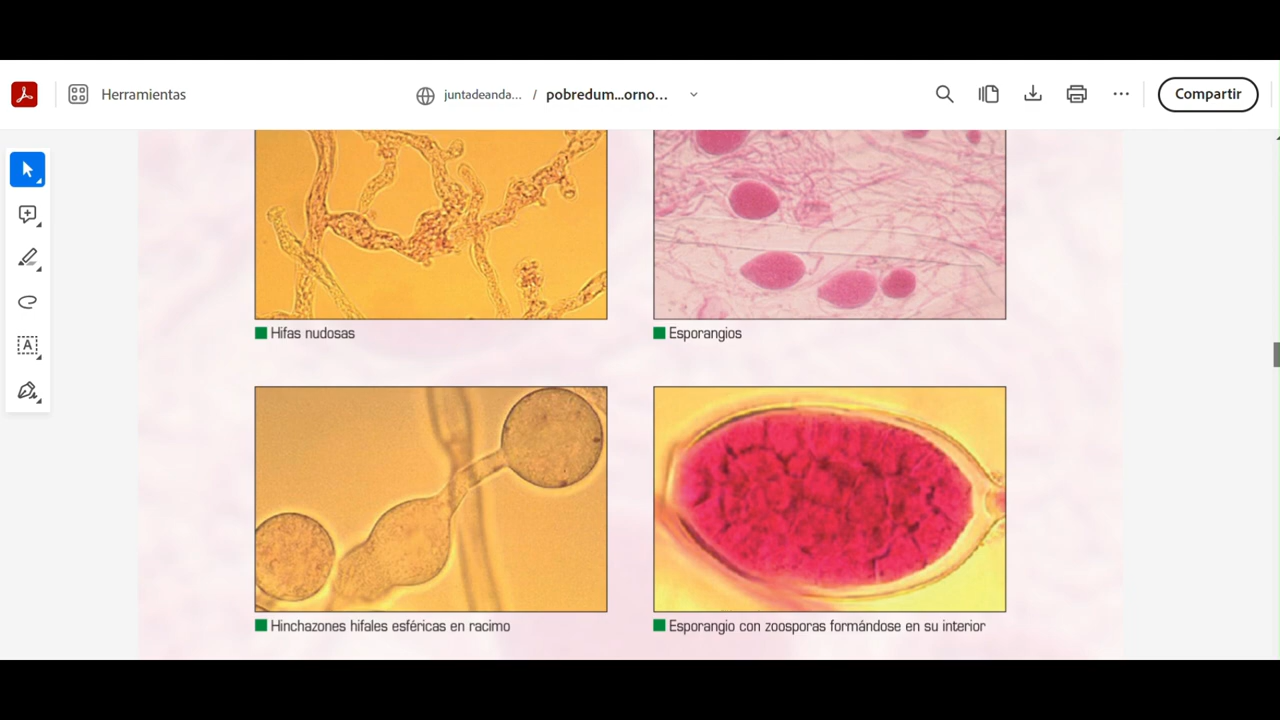 Herramientas
juntadeanda... / pobredum...orno...
Compartir
Hifas nudosas
Esporangios
Hinchazones hifales esféricas en racimo
Esporangio con zoosporas formándose en su interior